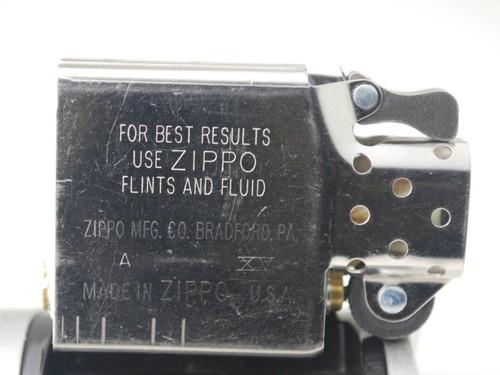 FOR BEST RESULTS
USE ZIPPO
FLINTS AND FLUID
ZIPPO MFG. CO. BRADFORD, PA.
A XV
MADE IN ZIPPO U.S.A.